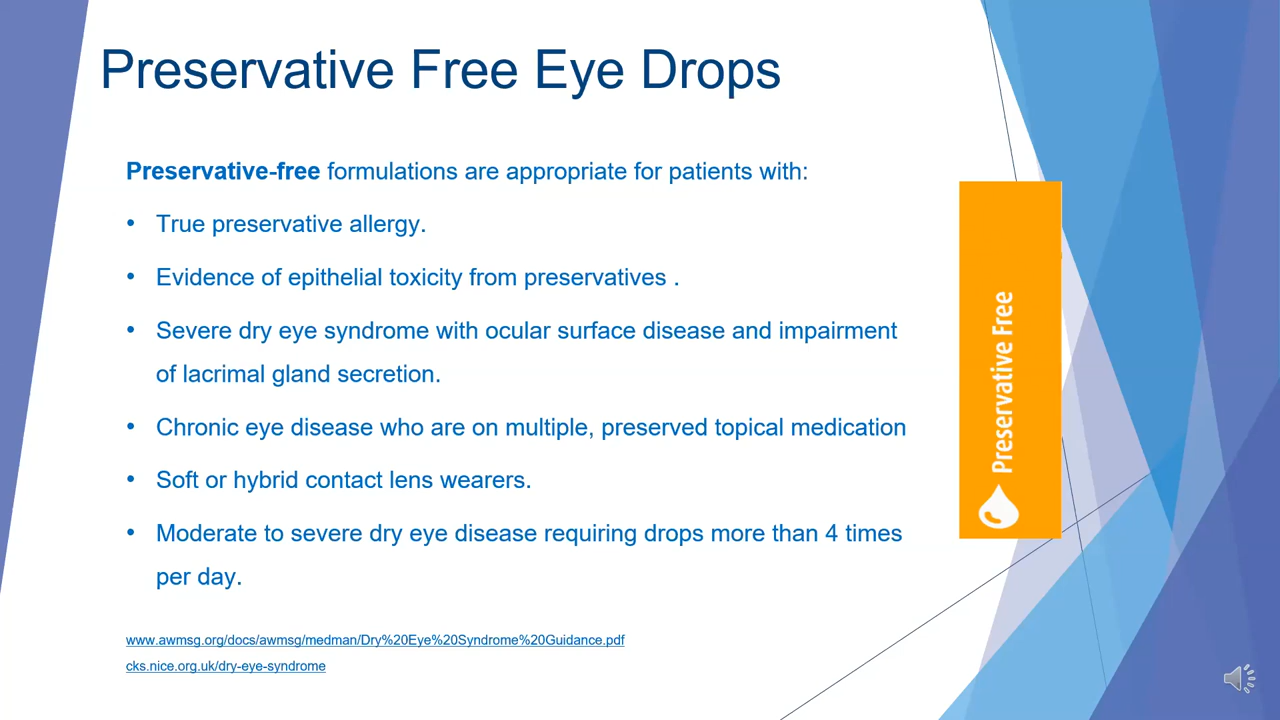 Preservative Free Eye Drops
Preservative-free formulations are appropriate for patients with:
• True preservative allergy.
• Evidence of epithelial toxicity from preservatives .
• Severe dry eye syndrome with ocular surface disease and impairment
of lacrimal gland secretion.
• Chronic eye disease who are on multiple, preserved topical medication
• Soft or hybrid contact lens wearers.
• Moderate to severe dry eye disease requiring drops more than 4 times
per day.
www.awmsg.org/docs/awmsg/medman/Dry%20Eye%20Syndrome%20Guidance.pdf
cks.nice.org.uk/dry-eye-syndrome
Preservative Free